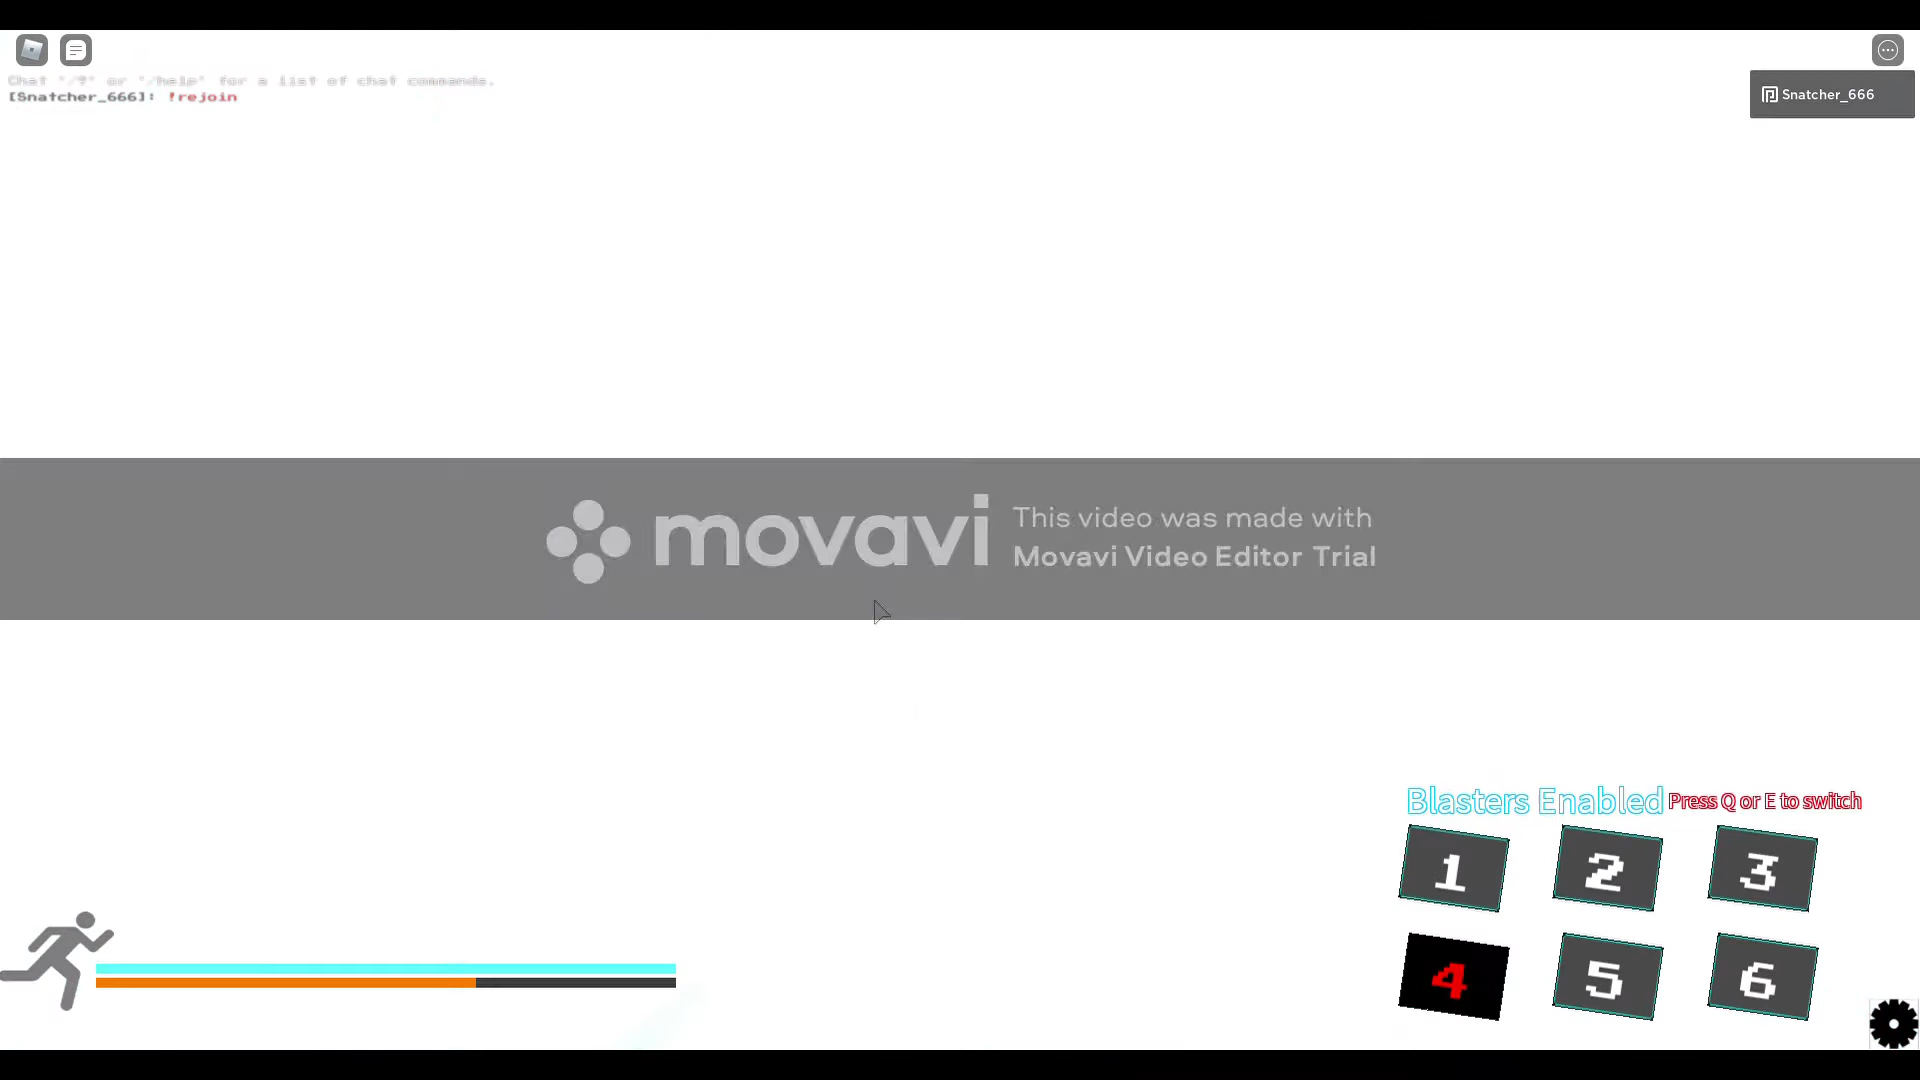 Chat '/?' or '/help' for a list of chat commands.
[Snatcher_666]: !rejoin
Snatcher_666
movavi
This video was made with
Movavi Video Editor Trial
Blasters Enabled Press Q or E to switch
1 2 3
4 5 6